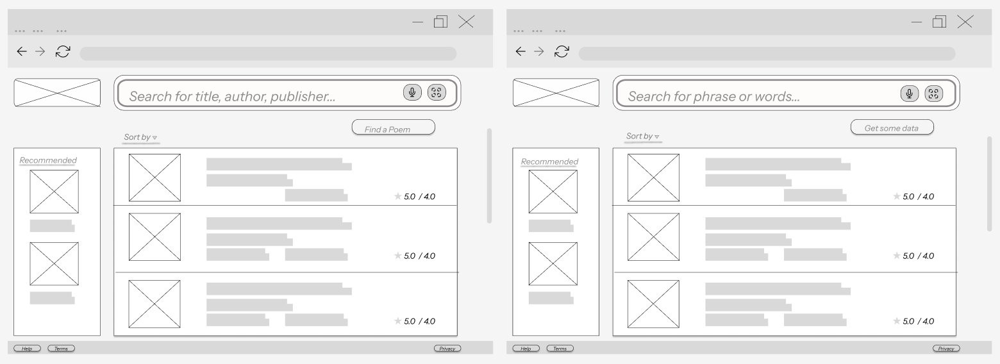 Search for title, author, publisher...
Find a Poem
Sort by
Recommended
5.0 / 4.0
5.0 / 4.0
5.0 / 4.0
Help
Terms
Privacy
Search for phrase or words...
Get some data
Sort by
Recommended
5.0 / 4.0
5.0 / 4.0
5.0 / 4.0
Help
Terms
Privacy